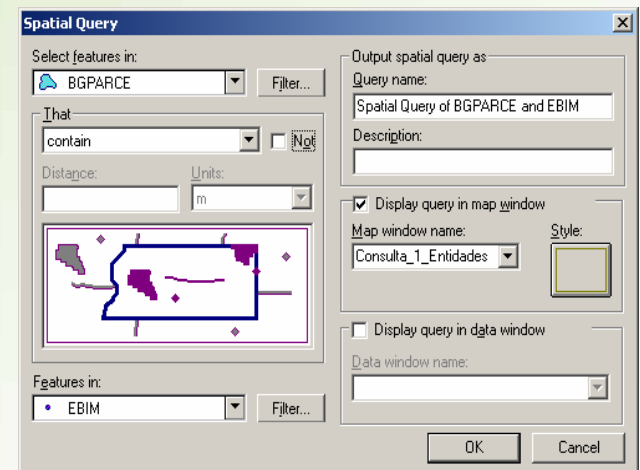 Spatial Query
Select features in:
BGPARCE
Filter...
That
contain
Not
Distance:
Units:
m
Features in:
EBIM
Filter...
Output spatial query as
Query name:
Spatial Query of BGPARCE and EBIM
Description:
Display query in map window
Map window name:
Style:
Consulta_1_Entidades
Display query in data window
Data window name:
OK
Cancel